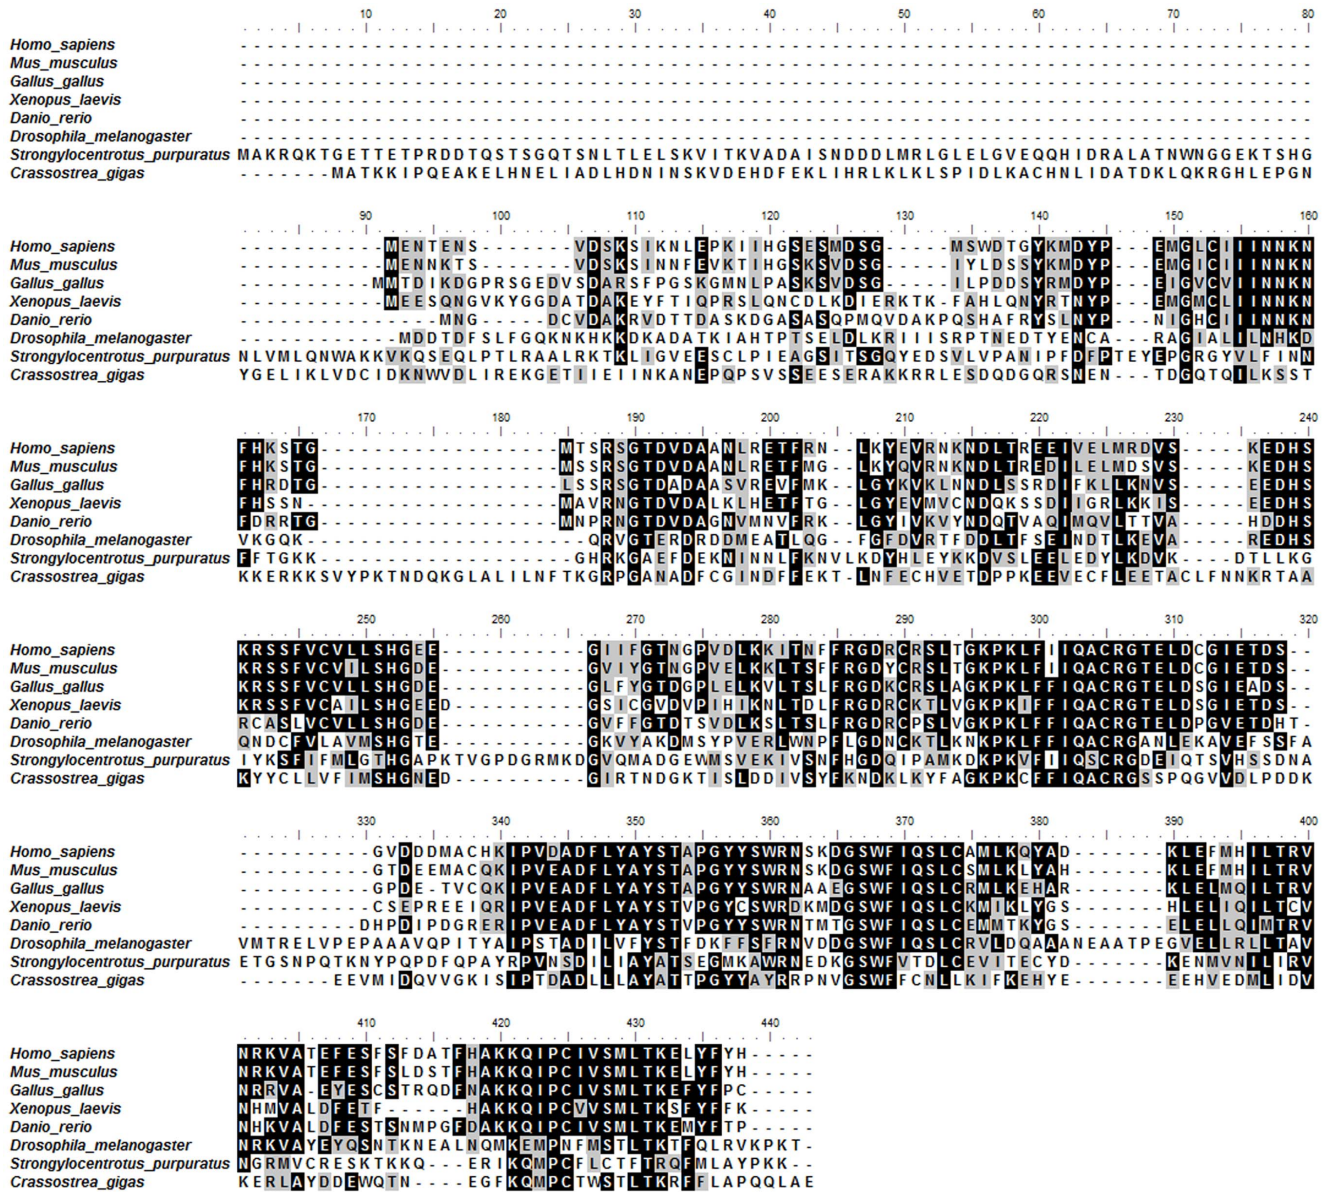 10 20 30 40 50 60 70 80
Homo_sapiens --------------------------------------------------------------------------------
Mus_musculus --------------------------------------------------------------------------------
Gallus_gallus --------------------------------------------------------------------------------
Xenopus_laevis --------------------------------------------------------------------------------
Danio_rerio --------------------------------------------------------------------------------
Drosophila_melanogaster --------------------------------------------------------------------------------
Strongylocentrotus_purpuratus MAKRQKTGETTETPRDDTQSTSGQTSNLTLELSKVITKVADAISNDDDLMRLGLELGVEQQHIDRALATNWNGGEKTSHG
Crassostrea_gigas -------MATKKIPQEAKELHNELIADLHDNINSKVDEHDFEKLIHRLKLKLSPIDLKACHNLIDATDKLQKRGHLEPGN
90 100 110 120 130 140 150 160
Homo_sapiens -----------MENTENS-------VDSKSIKNLEPKIIHGSESMDSG-----MSWDTGYKMDYP---EMGLCIIINNKN
Mus_musculus -----------MENNKTS-------VDSKSINNFEVKTIHGSKSVDSG-----IYLDSSYKMDYP---EMGICIIINNKN
Gallus_gallus ----------MMTDIKDGPRSGEDVSDARSFPGSKGMNLPASKSVDSG-----ILPDDSYRMDYP---EIGVCVIINNKN
Xenopus_laevis -----------MEESQNGVKYGGDATDAKEYFTIQPRSLQNCDLKDIERKTK-FAHLQNYRTNYP---EMGMCLIINNKN
Danio_rerio ---------------MNG-----DCVDAKRVDTTDASKDGASASQPMQVDAKPQSHAFRYSLNYP---NIGHCIIINNKN
Drosophila_melanogaster ------------MDDTDFSLFGQKNKHKKDKADATKIAHTPTSELDLKRIIISRPTNEDTYENCA---RAGIALILNHKD
Strongylocentrotus_purpuratus NLVMLQNWAKKVKQSEQLPTLRAALRKTKLIGVEESCLPIEAGSITSGQYEDSVLVPANIPFDFPTEYEPGRGYVLFINN
Crassostrea_gigas YGELIKLVDCIDKNWVDLIREKGETIIEIINKANEPQPSVSSEESERAKKRRLESDQDGQRSNEN---TDGQTQILKSST
170 180 190 200 210 220 230 240
Homo_sapiens FHKSTG------------------MTSRSGTDVDAANLRETFRN--LKYEVRNKNDLTREEIVELMRDVS-----KEDHS
Mus_musculus FHKSTG------------------MSSRSGTDVDAANLRETFMG--LKYQVRNKNDLTREDILELMDSVS-----KEDHS
Gallus_gallus FHRDTG------------------LSSRSGTDADAASVREVFMK--LGYKVKLNNDLSSRDIFKLLKNVS-----EEDHS
Xenopus_laevis FHSSN-------------------MAVRNGTDVDALKLHETFTG--LGYEVMVCNDQKSSDIIGRLKKIS-----EEDHS
Danio_rerio FDRRTG------------------MNPRNGTDVDAGNVMNVFRK--LGYIVKVYNDQTVAQIMQVLTTVA-----HDDHS
Drosophila_melanogaster VKGQK---------------------QRVGTERDRDDMEATLQG--FGFDVRTFDDLTFSEINDTLKEVA-----REDHS
Strongylocentrotus_purpuratus FFTGKK--------------------GHRKGAEFDEKNINNLFKNVLKDYHLEYKKDVSLEELEDYLKDVK----DTLLKG
Crassostrea_gigas KKERKKSVYPKTNDQKGLALILNFTKGRPGANADFCGINDFFEKT-LNFECHVETDPPKEEVECFLEETACLFNNKRTAA
250 260 270 280 290 300 310 320
Homo_sapiens KRSSFVCVLLSHGEE-----------GIIFGTNGPVDLKKITNFFRGDRCRSLTGKPKLFIIQACRGTELDCGIETDS--
Mus_musculus KRSSFVCVILSHGDE-----------GVIYGTNGPVELKKLTSFFRGDYCRSLTGKPKLFIIQACRGTELDCGIETDS--
Gallus_gallus KRSSFVCVLLSHGDE-----------GLFYGTDGPLELKVLTSLFRGDKCRSLAGKPKLFFIQACRGTELDSGIEADS--
Xenopus_laevis KRSSFVCAILSHGEED----------GSICGVDVPIHIKNLTDLFRGDRCKTLVGKPKIFFIQACRGTELDSGIETDS--
Danio_rerio RCASLVCVLLSHGDE-----------GVFFGTDTSVDLKSLTSLFRGDRCPSLVGKPKLFFIQACRGTELDPGVETDHT-
Drosophila_melanogaster QNDCFVLAVMSHGTE-----------GKVYAKDMSYPVERLWNPFLGDNCKTLKNKPKLFFIQACRGANLEKAVEFSSFA
Strongylocentrotus_purpuratus IYKSFIFMLGTHGAPKTVGPDGRMKDGVQMADGEWMSVEKIVSNFHGDQIPAMKDKPKVFIIQSCRGDEIQTSVHSSDNA
Crassostrea_gigas KYYCLLVFIMSHGNED----------GIRTNDGKTISLDDIVSYFKNDKLKYFAGKPKCFFIQACRGSSPQGVVDLPDDK
330 340 350 360 370 380 390 400
Homo_sapiens ----------GVDDDMACHKIPVDADFLYAYSTAPGYYSWRNSKDGSWFIQSLCAMLKQYAD-------KLEFMHILTRV
Mus_musculus ----------GTDEEMACQKIPVEADFLYAYSTAPGYYSWRNSKDGSWFIQSLCSMLKLYAH-------KLEFMHILTRV
Gallus_gallus ----------GPDE-TVCQKIPVEADFLYAYSTAPGYYSWRNAAEGSWFIQSLCRMLKEHAR-------KLELMQILTRV
Xenopus_laevis ----------CSEPREEIQRIPVEADFLYAYSTVPGYCSWRDKMDGSWFIQSLCKMIKLYGS-------HLELIQILTCV
Danio_rerio ---------DHPDIPDGRERIPVEADFLYAYSTVPGYYSWRNTMTGSWFIQSLCEMMTKYGS-------ELELLQIMTRV
Drosophila_melanogaster VMTRELVPEPAAAVQPITYAIPSTADILVFYSTFDKFFSFRNVDDGSWFIQSLCRVLDQAAANEAATPEGVELLRLLTAV
Strongylocentrotus_purpuratus ETGSNPQTKNYPQPDFQPAYRPVNSDILIAYATSEGMKAWRNEDKGSWFVTDLCEVITECYD-------KENMVNILIRV
Crassostrea_gigas -------EEVMIDQVVGKISIPTDADLLLAYATTPGYYAYRRPNVGSWFFCNLLKIFKEHYE-------EEHVEDMLIDV
410 420 430 440
Homo_sapiens NRKVATEFESFSFDATFHAKKQIPCIVSMLTKELYFYH-----
Mus_musculus NRKVATEFESFSLDSTFHAKKQIPCIVSMLTKELYFYH-----
Gallus_gallus NRRVA-EYESCSTRQDFNAKKQIPCIVSMLTKEFYFPC-----
Xenopus_laevis NHMVALDFETF------HAKKQIPCVVSMLTKSFYFFK-----
Danio_rerio NHKVALDFESTSNMPGFDAKKQIPCIVSMLTKEMYFTP-----
Drosophila_melanogaster NRKVAYEYQSNTKNEALNQMKEMPNFMSTLTKTFQLRVKPKT-
Strongylocentrotus_purpuratus NGRMVCRESKTKKQ---ERIKQMPCFLCTFTRQFMLAYPKK--
Crassostrea_gigas KERLAYDDEWQTN----EGFKQMPCTWSTLTKRFFLAPQQLAE